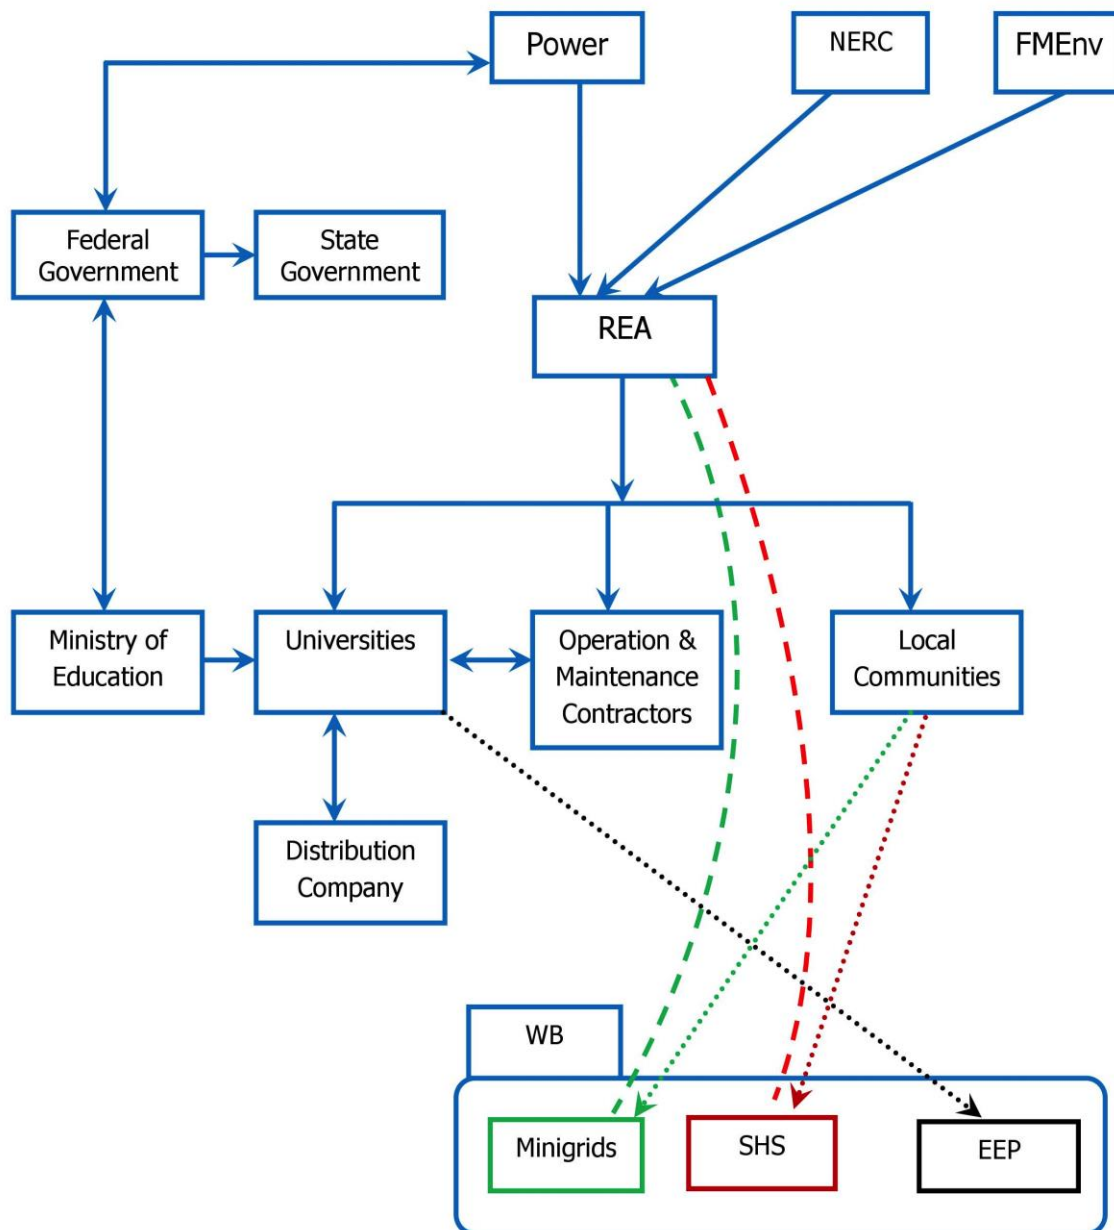 Power
NERC
FMEnv
Federal
Government
State
Government
REA
Ministry of
Education
Universities
Operation &
Maintenance
Contractors
Local
Communities
Distribution
Company
WB
Minigrids
SHS
EEP